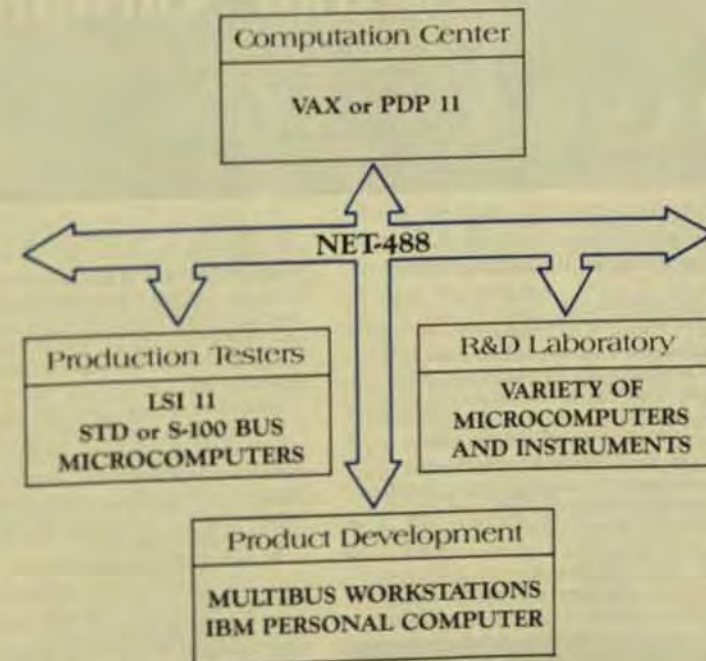 Computation Center
VAX or PDP 11
NET-488
Production Testers
LSI 11
STD or S-100 BUS
MICROCOMPUTERS
R&D Laboratory
VARIETY OF
MICROCOMPUTERS
AND INSTRUMENTS
Product Development
MULTIBUS WORKSTATIONS
IBM PERSONAL COMPUTER